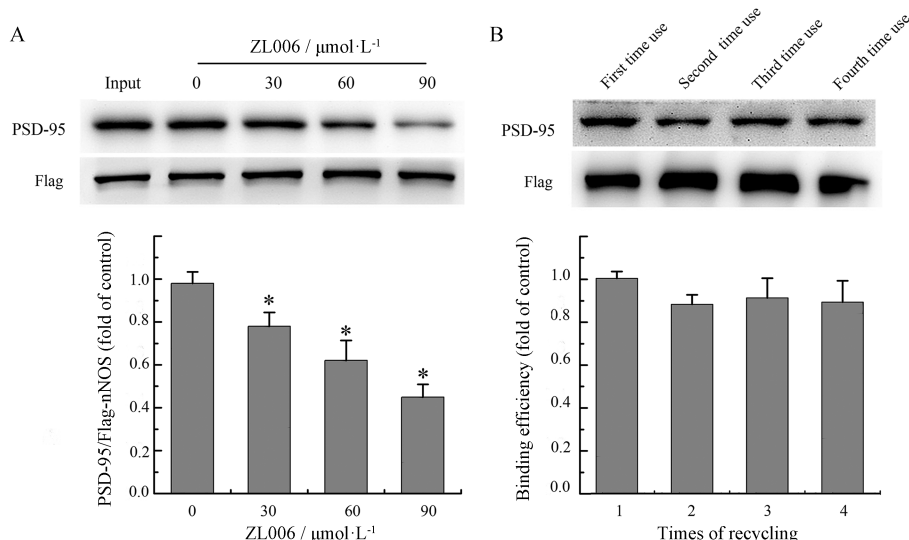 A
ZL006 / μmol·L-1
Input 0 30 60 90
PSD-95
Flag
PSD-95/Flag-nNOS (fold of control)
1.0
0.8
0.6
0.4
0.2
0.0
* * *
0 30 60 90
ZL006 / μmol·L-1
B
First time use Second time use Third time use Fourth time use
PSD-95
Flag
Binding efficiency (fold of control)
1.0
0.8
0.6
0.4
0.2
0.0
1 2 3 4
Times of recycling